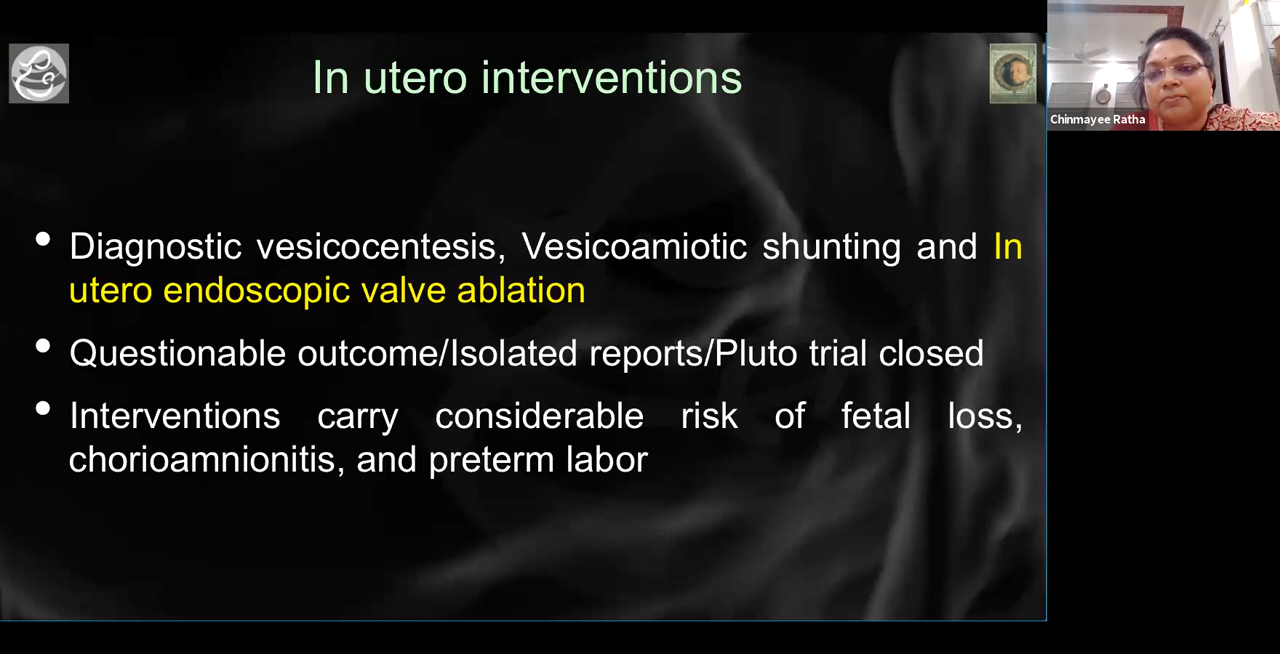 In utero interventions
Chinmayee Ratha
• Diagnostic vesicocentesis, Vesicoamiotic shunting and In
utero endoscopic valve ablation
• Questionable outcome/Isolated reports/Pluto trial closed
• Interventions carry considerable risk of fetal loss,
chorioamnionitis, and preterm labor